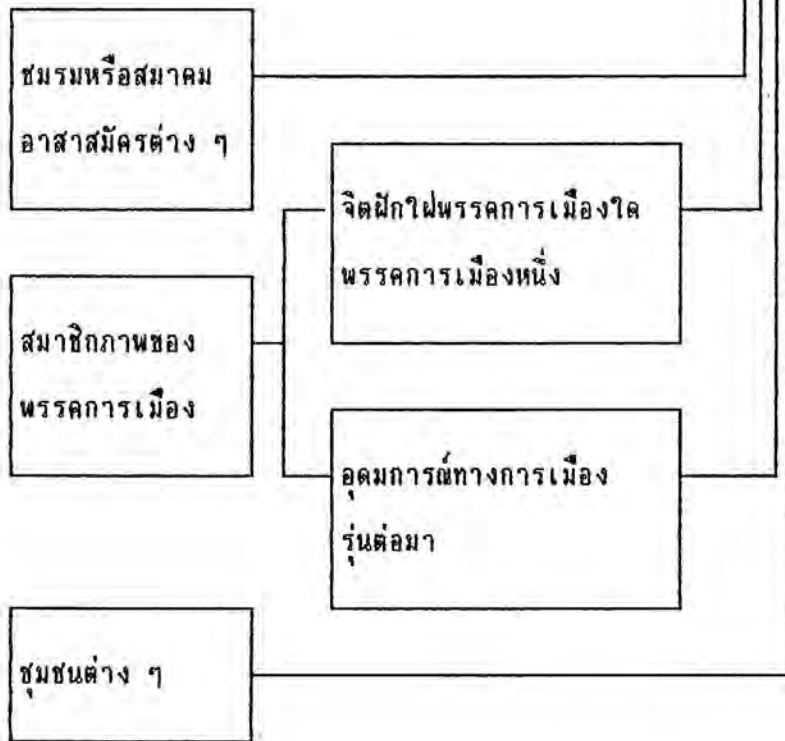 ชมรมหรือสมาคม
อาสาสมัครต่าง ๆ
จิตฝักใฝ่พรรคการเมืองใด
พรรคการเมืองหนึ่ง
สมาชิกภาพของ
พรรคการเมือง
อุดมการณ์ทางการเมือง
รุ่นต่อมา
ชุมชนต่าง ๆ